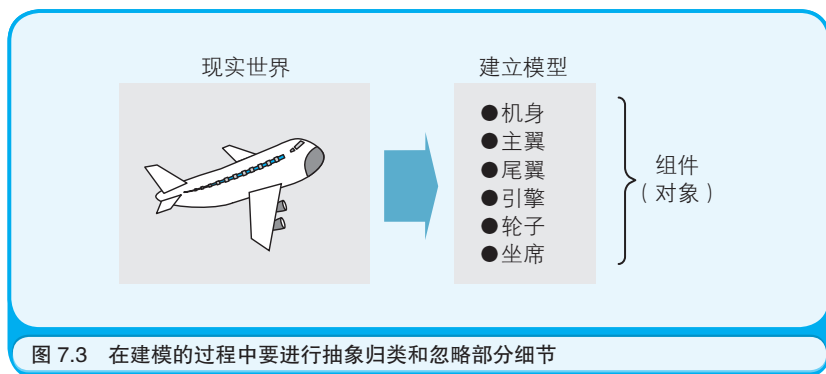 现实世界
建立模型
●机身
●主翼
●尾翼
●引擎
●轮子
●坐席
组件
（对象）
图 7.3 在建模的过程中要进行抽象归类和忽略部分细节